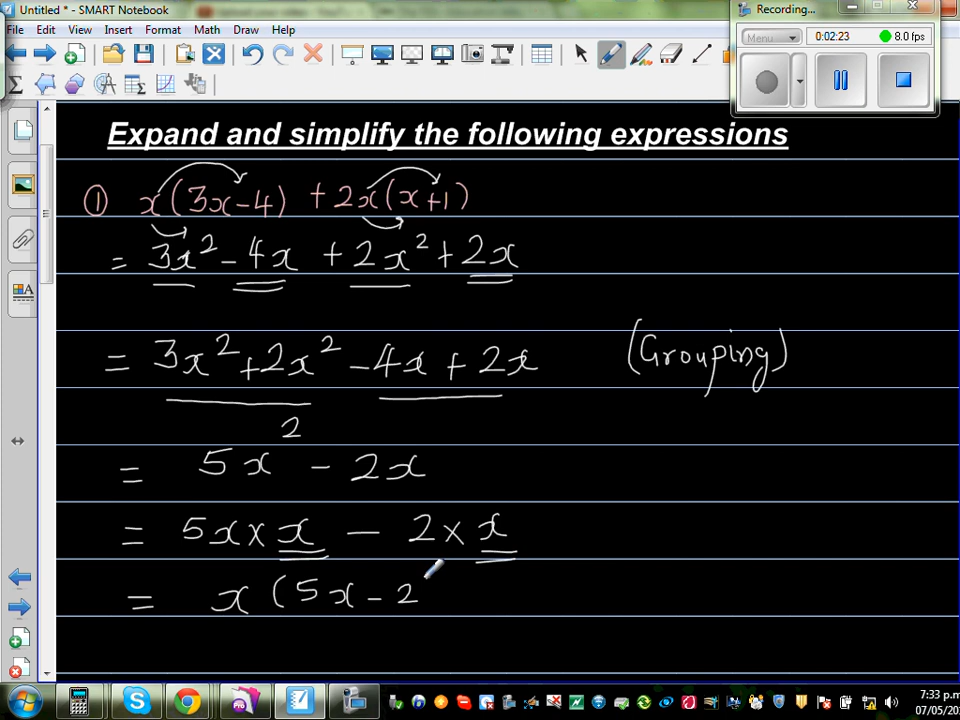 Untitled * - SMART Notebook
Recording...
File Edit View Insert Format Math Draw Help
Menu 0:02:23 8.0 fps
Expand and simplify the following expressions
① x(3x-4) + 2x(x+1)
= 3x² - 4x + 2x² + 2x
= 3x² + 2x² - 4x + 2x (Grouping)
= 5x² - 2x
= 5x × x - 2 × x
= x (5x - 2
7:33 p.m
07/05/20